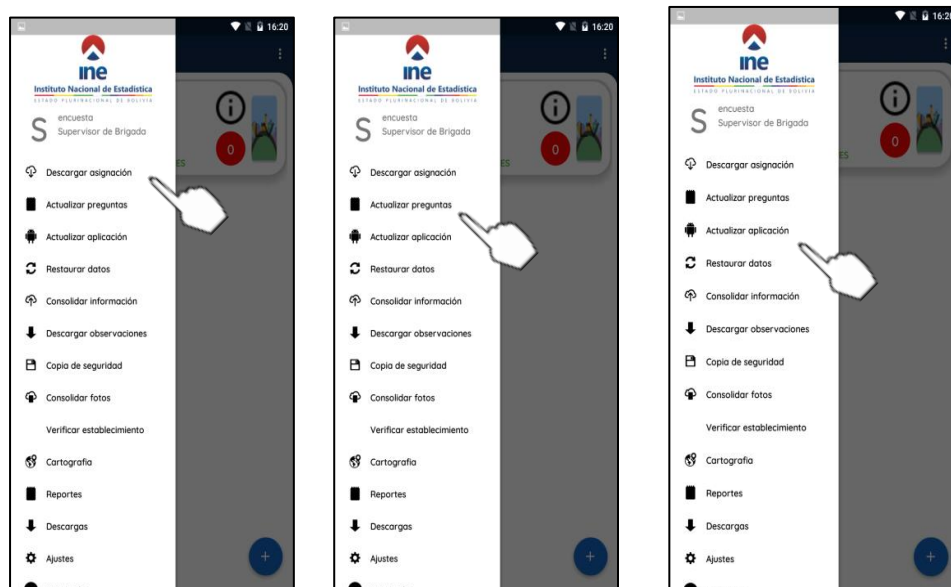 16:20
ine
Instituto Nacional de Estadística
ESTADO PLURINACIONAL DE BOLIVIA
S
encuesta
Supervisor de Brigada
0
ES
Descargar asignación
Actualizar preguntas
Actualizar aplicación
Restaurar datos
Consolidar información
Descargar observaciones
Copia de seguridad
Consolidar fotos
Verificar establecimiento
Cartografia
Reportes
Descargas
Ajustes
16:20
ine
Instituto Nacional de Estadística
ESTADO PLURINACIONAL DE BOLIVIA
S
encuesta
Supervisor de Brigada
0
ES
Descargar asignación
Actualizar preguntas
Actualizar aplicación
Restaurar datos
Consolidar información
Descargar observaciones
Copia de seguridad
Consolidar fotos
Verificar establecimiento
Cartografia
Reportes
Descargas
Ajustes
16:20
ine
Instituto Nacional de Estadística
ESTADO PLURINACIONAL DE BOLIVIA
S
encuesta
Supervisor de Brigada
0
ES
Descargar asignación
Actualizar preguntas
Actualizar aplicación
Restaurar datos
Consolidar información
Descargar observaciones
Copia de seguridad
Consolidar fotos
Verificar establecimiento
Cartografia
Reportes
Descargas
Ajustes